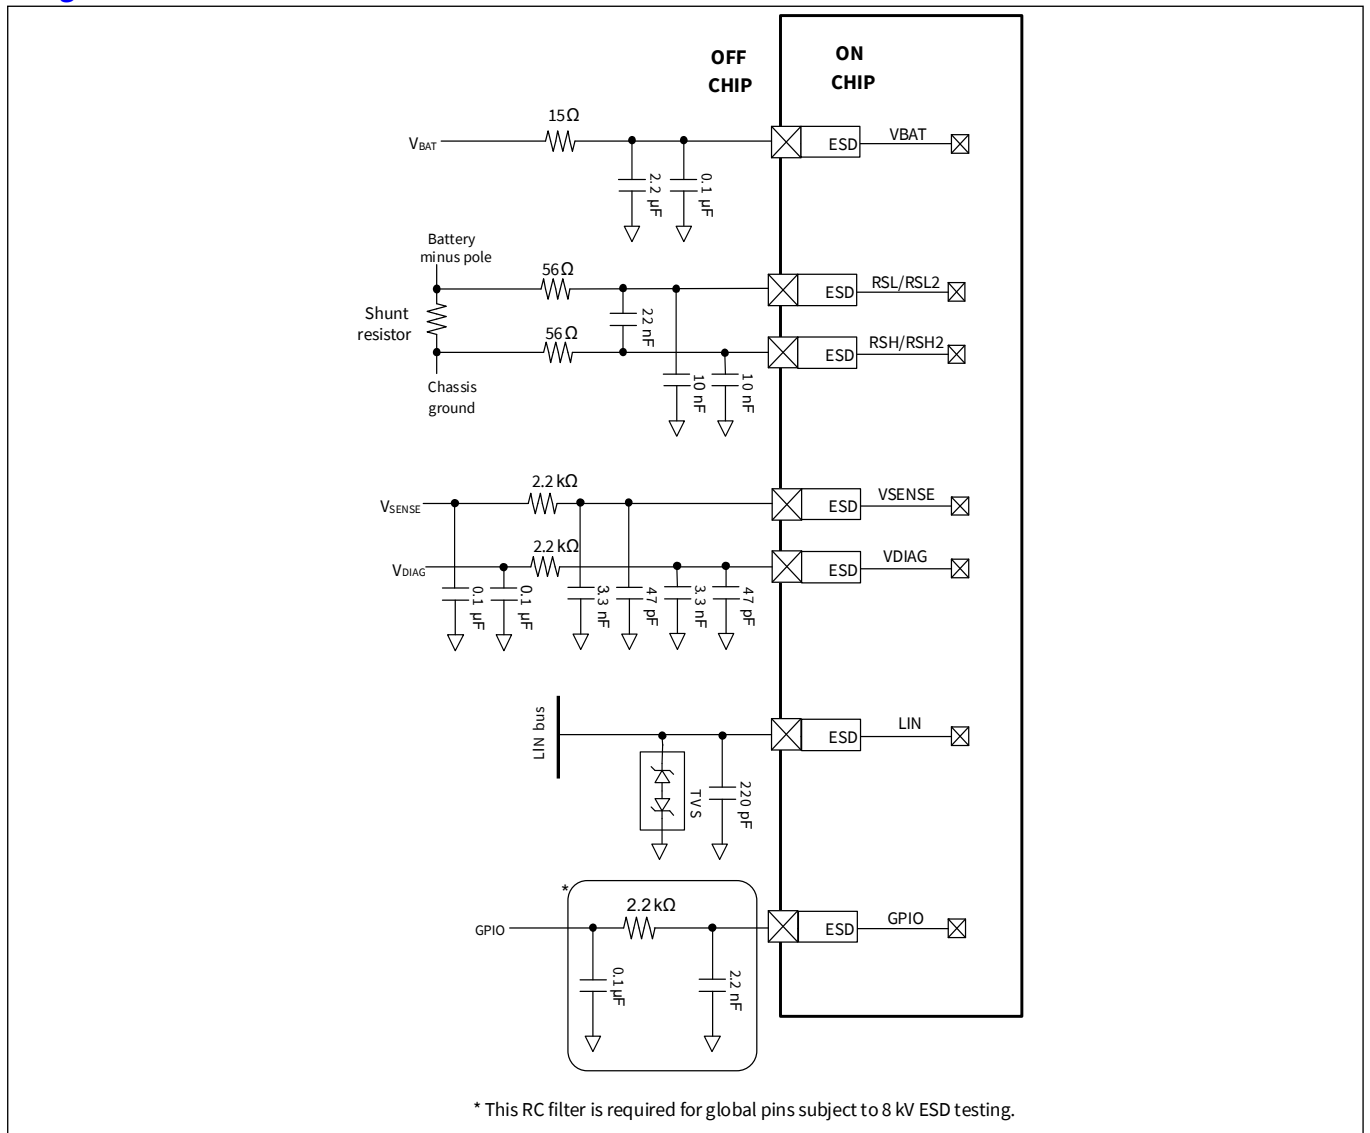 OFF
CHIP
ON
CHIP
15Ω
VBAT
2.2 µF
0.1 µF
ESD
VBAT
Battery
minus pole
Shunt
resistor
Chassis
ground
56Ω
56Ω
22 nF
10 nF
10 nF
ESD
RSL/RSL2
ESD
RSH/RSH2
VSENSE
2.2 kΩ
VDIAG
2.2 kΩ
0.1 µF
0.1 µF
3.3 nF
47 pF
3.3 nF
47 pF
ESD
VSENSE
ESD
VDIAG
LIN bus
TVS
220 pF
ESD
LIN
*
GPIO
2.2 kΩ
0.1 µF
2.2 nF
ESD
GPIO
* This RC filter is required for global pins subject to 8 kV ESD testing.